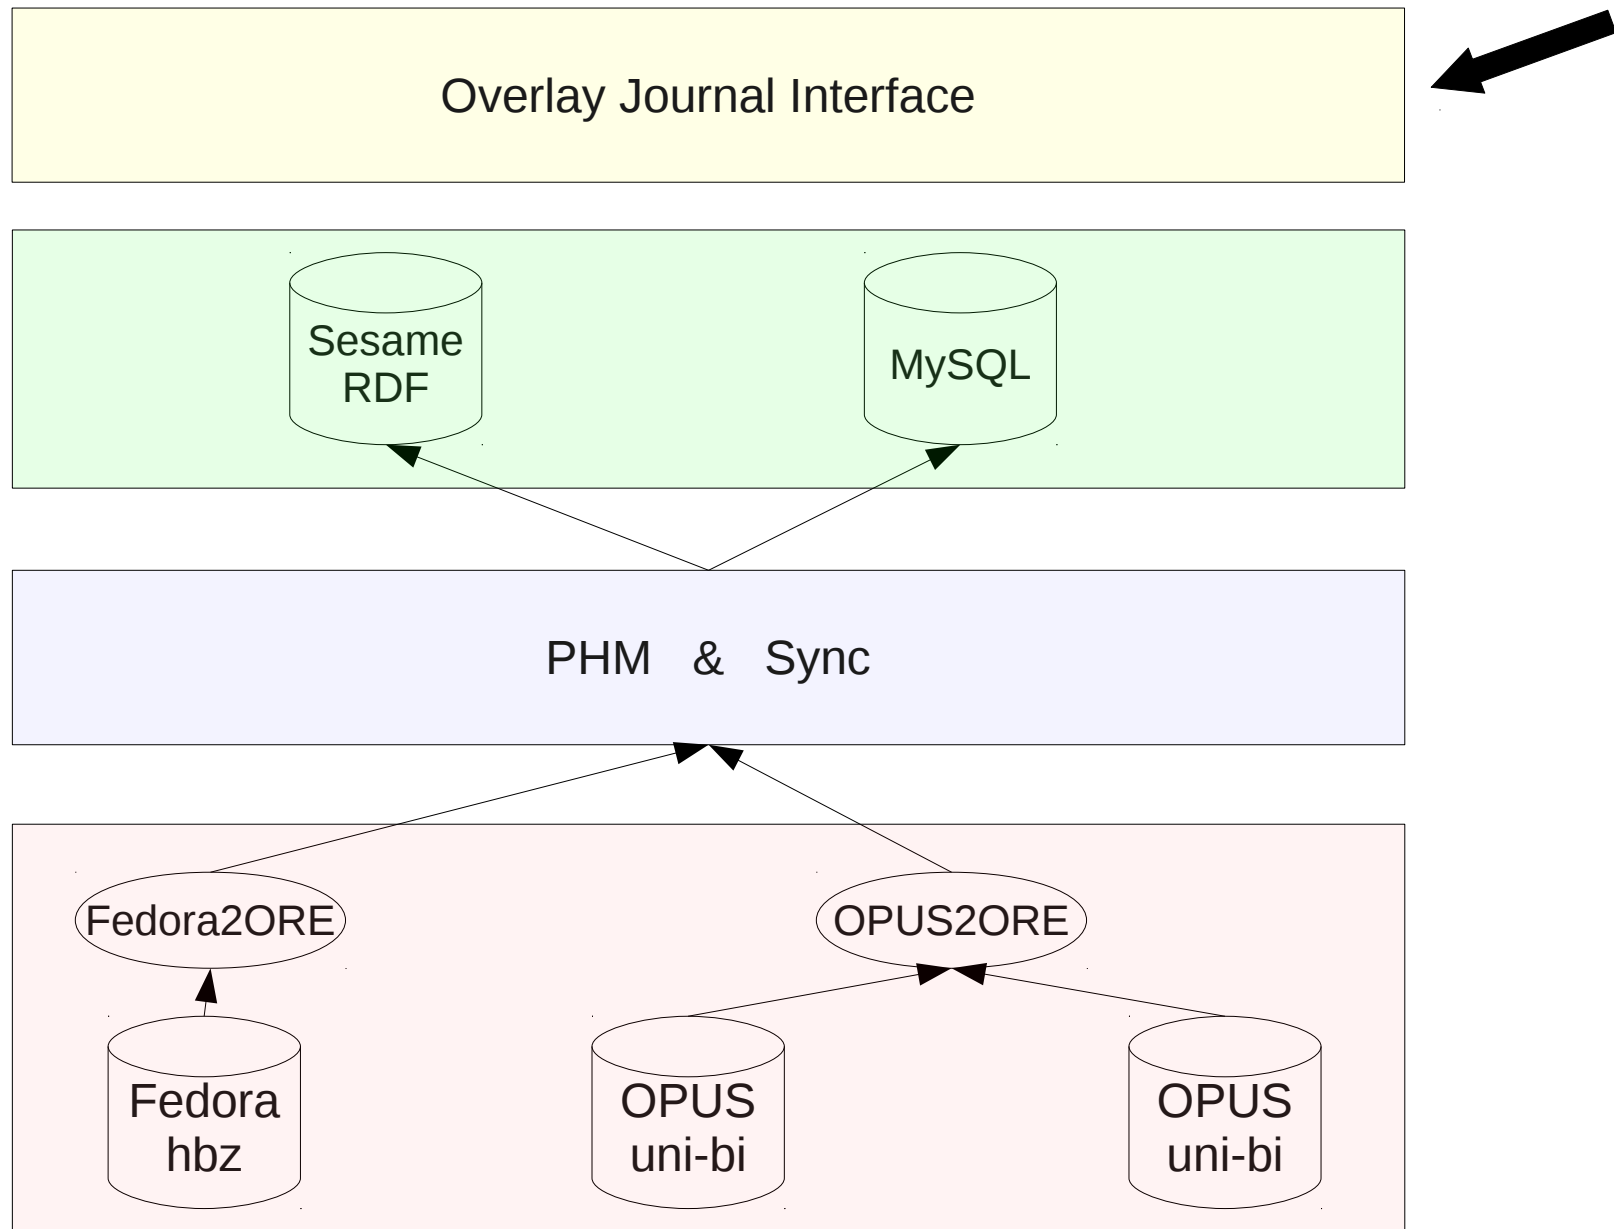 Overlay Journal Interface
Sesame
RDF
MySQL
PHM & Sync
Fedora2ORE
OPUS2ORE
Fedora
hbz
OPUS
uni-bi
OPUS
uni-bi